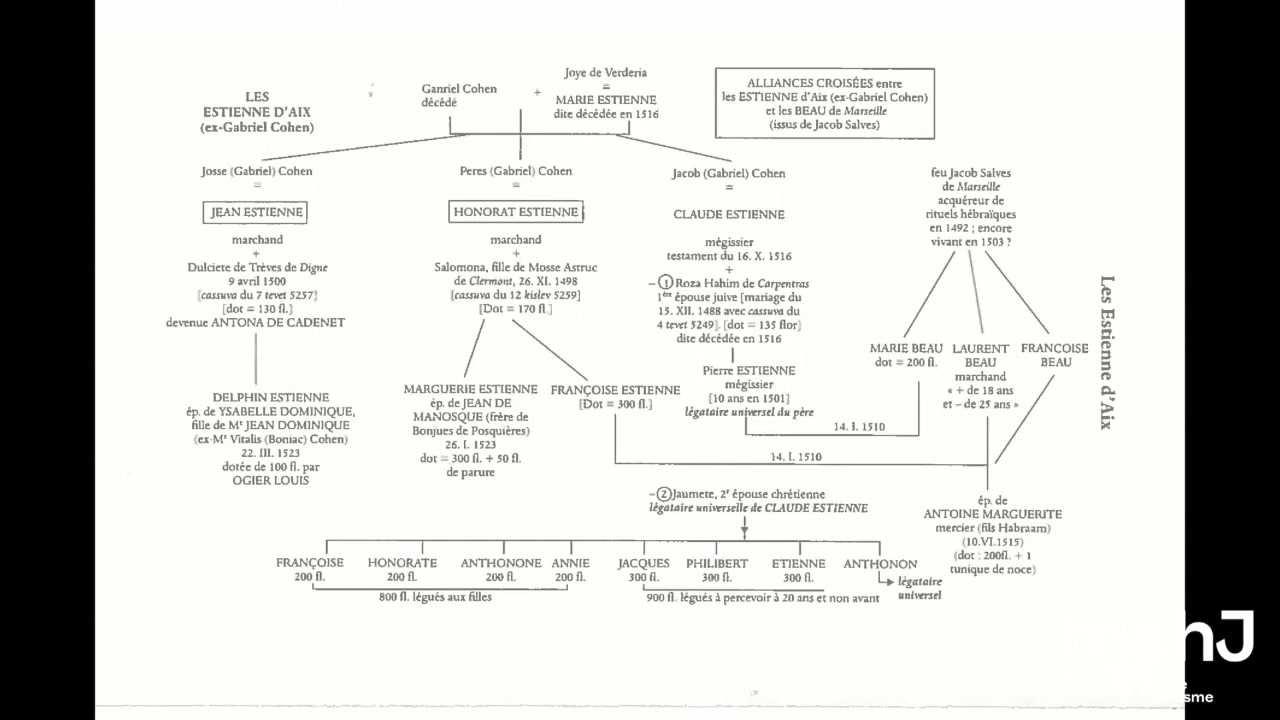 LES
ESTIENNE D'AIX
(ex-Gabriel Cohen)
Ganriel Cohen
décédé
+
Joye de Verderia
=
MARIE ESTIENNE
dite décédée en 1516
ALLIANCES CROISÉES entre
les ESTIENNE d'Aix (ex-Gabriel Cohen)
et les BEAU de Marseille
(issus de Jacob Salves)
Josse (Gabriel) Cohen
=
JEAN ESTIENNE
marchand
+
Dulciete de Trèves de Digne
9 avril 1500
[cassuva du 7 tevet 5257]
[dot = 130 fl.]
devenue ANTONA DE CADENET
DELPHIN ESTIENNE
ép. de YSABELLE DOMINIQUE,
fille de Mᵉ JEAN DOMINIQUE
(ex-Mᵉ Vitalis (Boniac) Cohen)
22. III. 1523
dotée de 100 fl. par
OGIER LOUIS
Peres (Gabriel) Cohen
=
HONORAT ESTIENNE
marchand
+
Salomona, fille de Mosse Astruc
de Clermont, 26. XI. 1498
[cassuva du 12 kislev 5259]
[Dot = 170 fl.]
MARGUERIE ESTIENNE
ép. de JEAN DE
MANOSQUE (frère de
Bonjues de Posquières)
26. I. 1523
dot = 300 fl. + 50 fl.
de parure
FRANÇOISE ESTIENNE
[Dot = 300 fl.]
Jacob (Gabriel) Cohen
=
CLAUDE ESTIENNE
mégissier
testament du 16. X. 1516
+
– 1 Roza Hahim de Carpentras
1ère épouse juive [mariage du
15. XII. 1488 avec cassuva du
4 tevet 5249]. [dot = 135 flor]
dite décédée en 1516
Pierre ESTIENNE
mégissier
[10 ans en 1501]
légataire universel du père
feu Jacob Salves
de Marseille
acquéreur de
rituels hébraïques
en 1492 ; encore
vivant en 1503 ?
MARIE BEAU
dot = 200 fl.
LAURENT
BEAU
marchand
« + de 18 ans
et – de 25 ans »
FRANÇOISE
BEAU
14. I. 1510
14. I. 1510
ép. de
ANTOINE MARGUERITE
mercier (fils Habraam)
(10.VI.1515)
(dot : 200fl. + 1
tunique de noce)
– 2 Jaumete, 2ᵉ épouse chrétienne
légataire universelle de CLAUDE ESTIENNE
FRANÇOISE HONORATE ANTHONONE ANNIE JACQUES PHILIBERT ETIENNE ANTHONON
200 fl. 200 fl. 200 fl. 200 fl. 300 fl. 300 fl. 300 fl.
légataire
universel
800 fl. légués aux filles
900 fl. légués à percevoir à 20 ans et non avant
Les Estienne d'Aix
hJ
sme